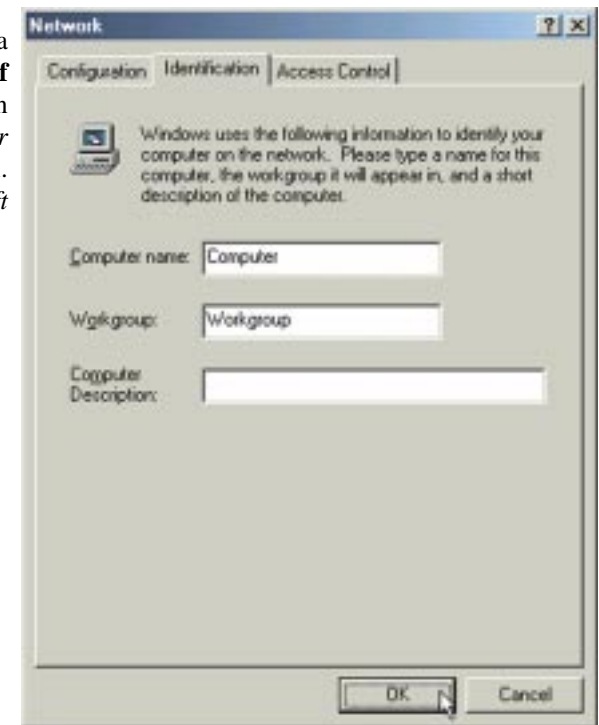 a
f
n
r
.
ft
Network
Configuration Identification Access Control
Windows uses the following information to identify your
computer on the network. Please type a name for this
computer, the workgroup it will appear in, and a short
description of the computer.
Computer name: Computer
Workgroup: Workgroup
Computer
Description:
OK Cancel